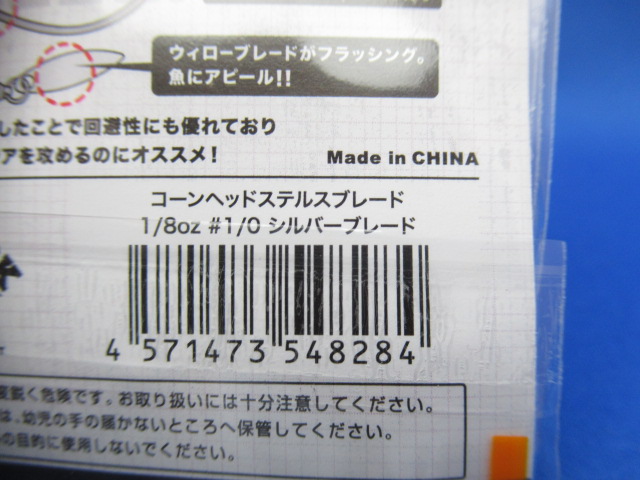 ウィローブレードがフラッシング。
魚にアピール!!
したことで回避性にも優れており
アを攻めるのにオススメ!
Made in CHINA
コーンヘッドステルスブレード
1/8oz #1/0 シルバーブレード
4 571473 548284
鋭く危険です。お取り扱いには十分注意してください。
は、幼児の手の届かないところへ保管してください。
の目的に使用しないでください。